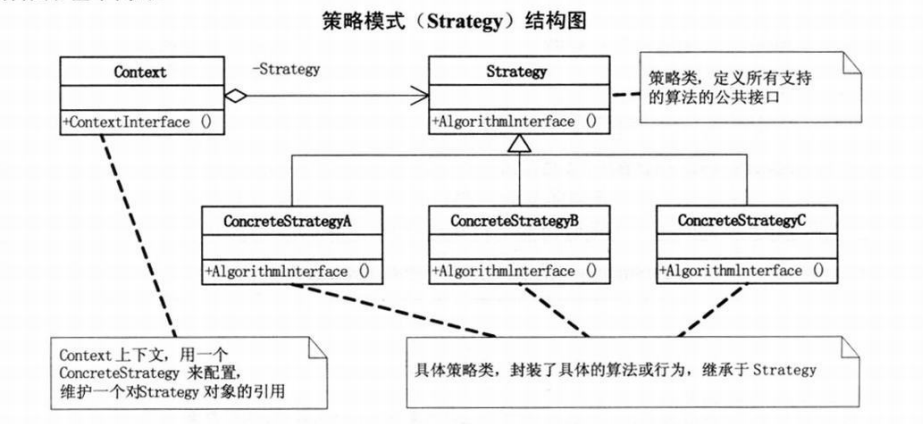 策略模式（Strategy）结构图
Context
-Strategy
Strategy
策略类，定义所有支持
的算法的公共接口
+ContextInterface ()
+AlgorithmInterface ()
ConcreteStrategyA
ConcreteStrategyB
ConcreteStrategyC
+AlgorithmInterface ()
+AlgorithmInterface ()
+AlgorithmInterface ()
Context 上下文，用一个
ConcreteStrategy 来配置，
维护一个对Strategy 对象的引用
具体策略类，封装了具体的算法或行为，继承于 Strategy